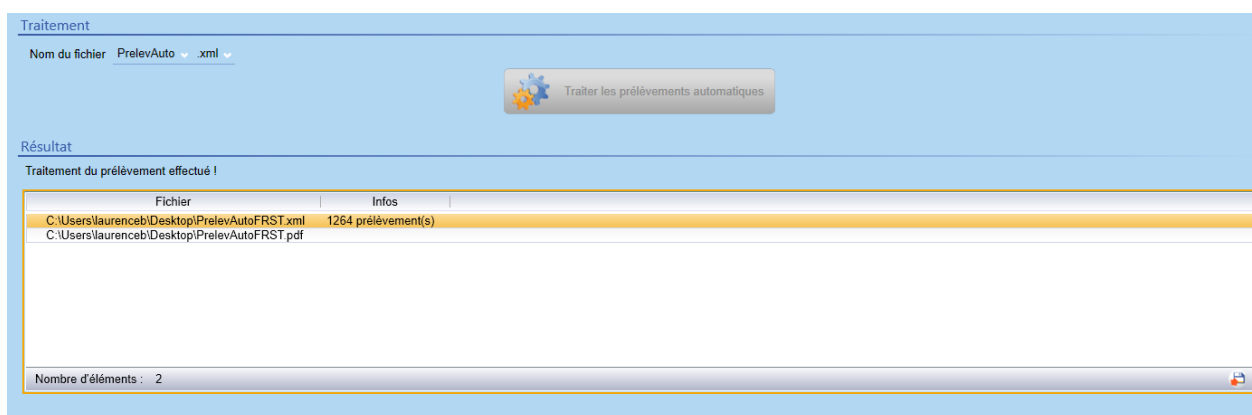 Traitement
Nom du fichier PrelevAuto .xml
Traiter les prélèvements automatiques
Résultat
Traitement du prélèvement effectué !
Fichier Infos
C:\Users\laurenceb\Desktop\PrelevAutoFRST.xml 1264 prélèvement(s)
C:\Users\laurenceb\Desktop\PrelevAutoFRST.pdf
Nombre d'éléments : 2